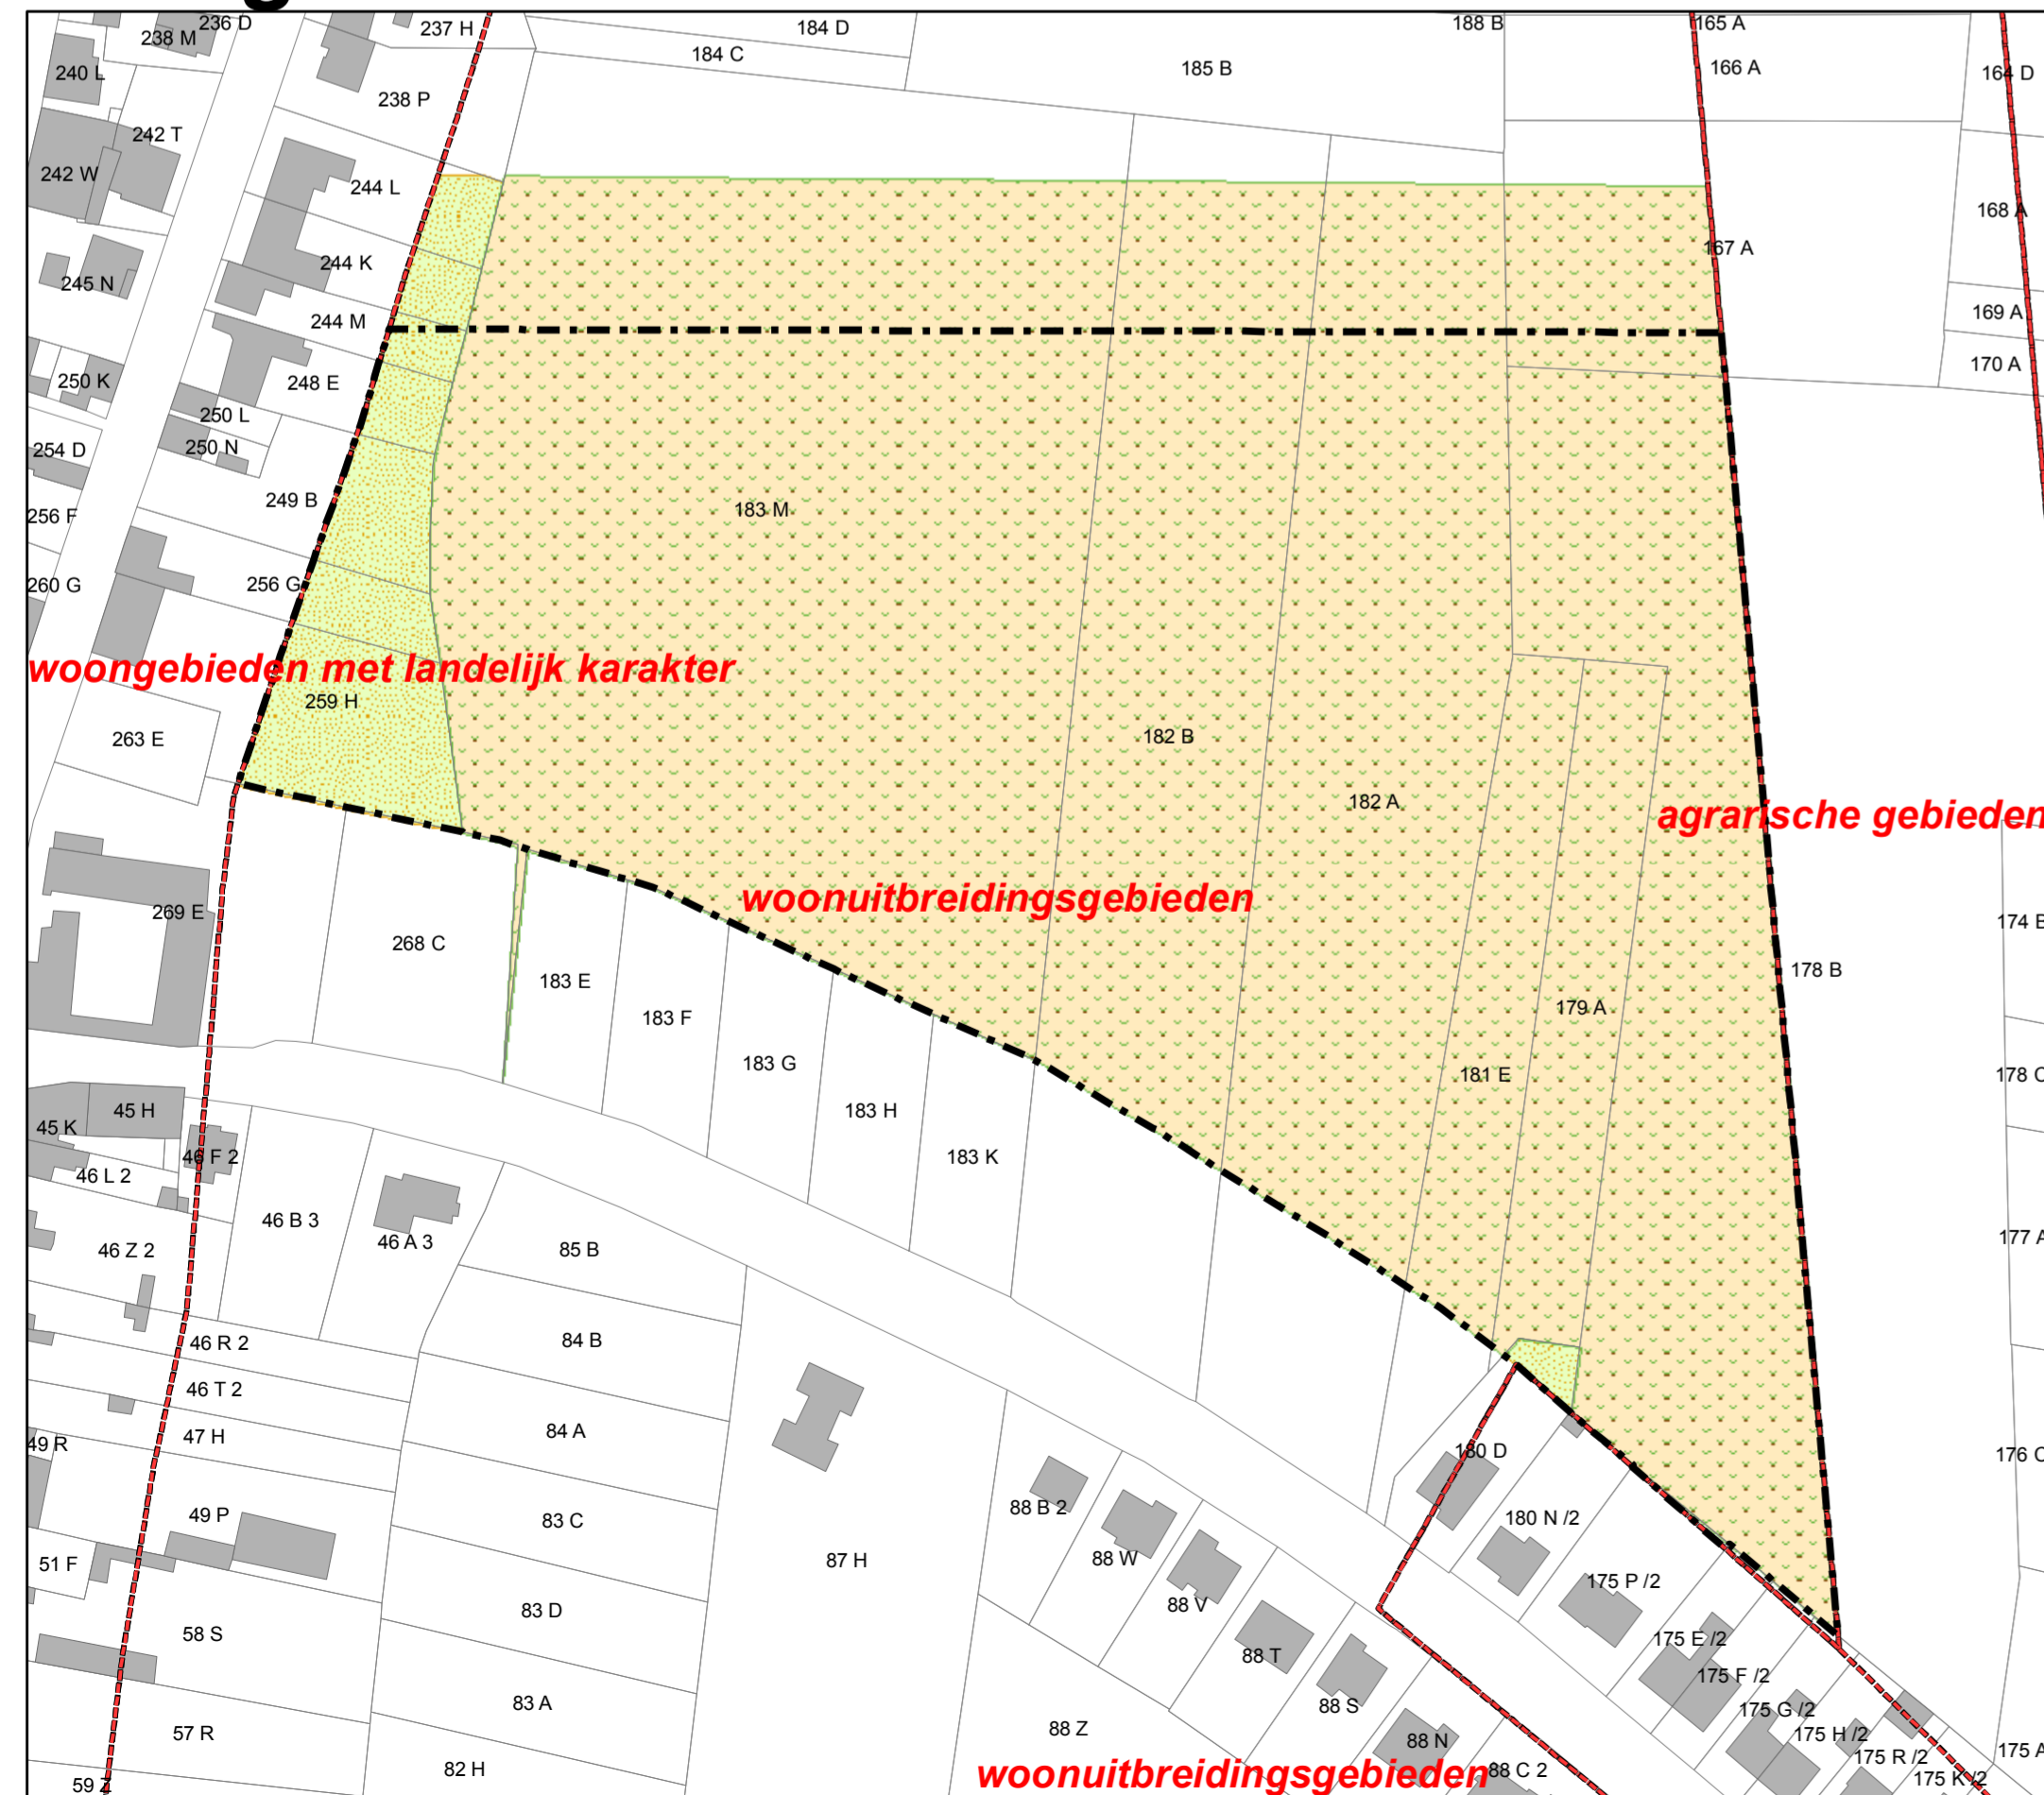 236 D
238 M
237 H
184 D
188 B
165 A
184 C
185 B
166 A
164 D
240 L
238 P
242 T
242 W
244 L
168 A
167 A
244 K
245 N
244 M
169 A
170 A
250 K
248 E
250 L
250 N
254 D
249 B
183 M
256 F
260 G
256 G
woongebieden met landelijk karakter
259 H
263 E
182 B
182 A
agrarische gebieden
woonuitbreidingsgebieden
269 E
268 C
183 E
183 F
179 A
178 B
174 B
183 G
181 E
178 C
45 H
45 K
183 H
46 F 2
46 L 2
183 K
46 B 3
46 A 3
46 Z 2
85 B
177 A
46 R 2
84 B
46 T 2
84 A
47 H
49 R
180 D
176 C
49 P
83 C
88 B 2
180 N /2
51 F
87 H
88 W
175 P /2
83 D
88 V
58 S
175 E /2
88 T
175 F /2
83 A
88 S
175 G /2
57 R
88 Z
88 N
175 H /2
175 R /2
175 A
82 H
woonuitbreidingsgebieden
88 C 2
175 K /2
59 Z